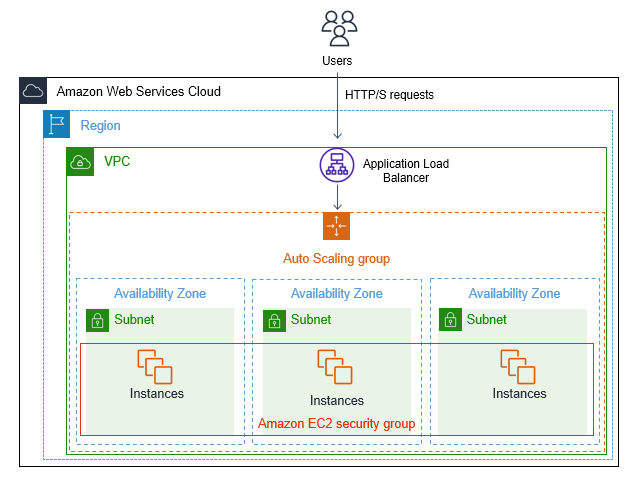 Users
Amazon Web Services Cloud
HTTP/S requests
Region
VPC
Application Load
Balancer
Auto Scaling group
Availability Zone
Availability Zone
Availability Zone
Subnet
Subnet
Subnet
Instances
Instances
Instances
Amazon EC2 security group